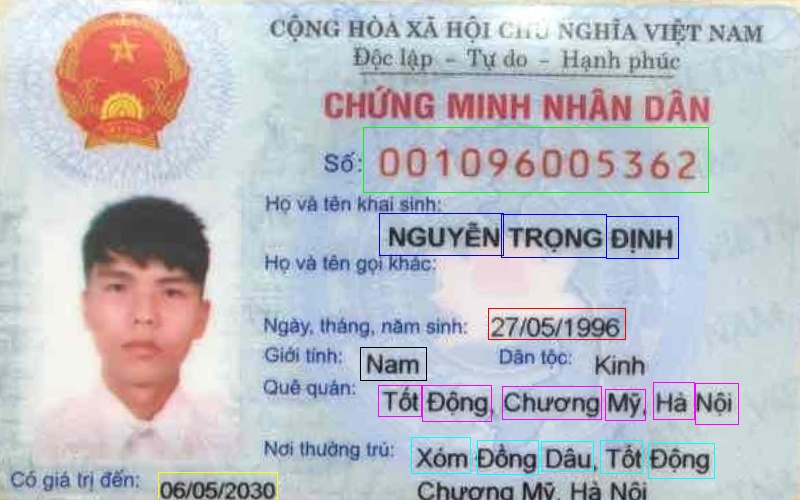 CỘNG HÒA XÃ HỘI CHỦ NGHĨA VIỆT NAM
Độc lập - Tự do - Hạnh phúc
CHỨNG MINH NHÂN DÂN
Số: 001096005362
Họ và tên khai sinh:
NGUYỄN TRỌNG ĐỊNH
Họ và tên gọi khác:
Ngày, tháng, năm sinh: 27/05/1996
Giới tính: Nam Dân tộc: Kinh
Quê quán: Tốt Động, Chương Mỹ, Hà Nội
Nơi thường trú: Xóm Đồng Dâu, Tốt Động
Có giá trị đến: 06/05/2030 Chương Mỹ, Hà Nội